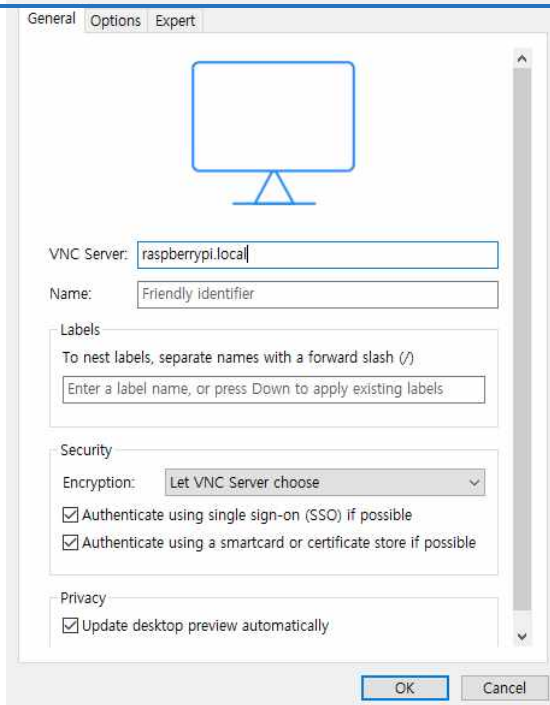 General Options Expert
VNC Server: raspberrypi.local
Name: Friendly identifier
Labels
To nest labels, separate names with a forward slash (/)
Enter a label name, or press Down to apply existing labels
Security
Encryption: Let VNC Server choose
Authenticate using single sign-on (SSO) if possible
Authenticate using a smartcard or certificate store if possible
Privacy
Update desktop preview automatically
OK Cancel